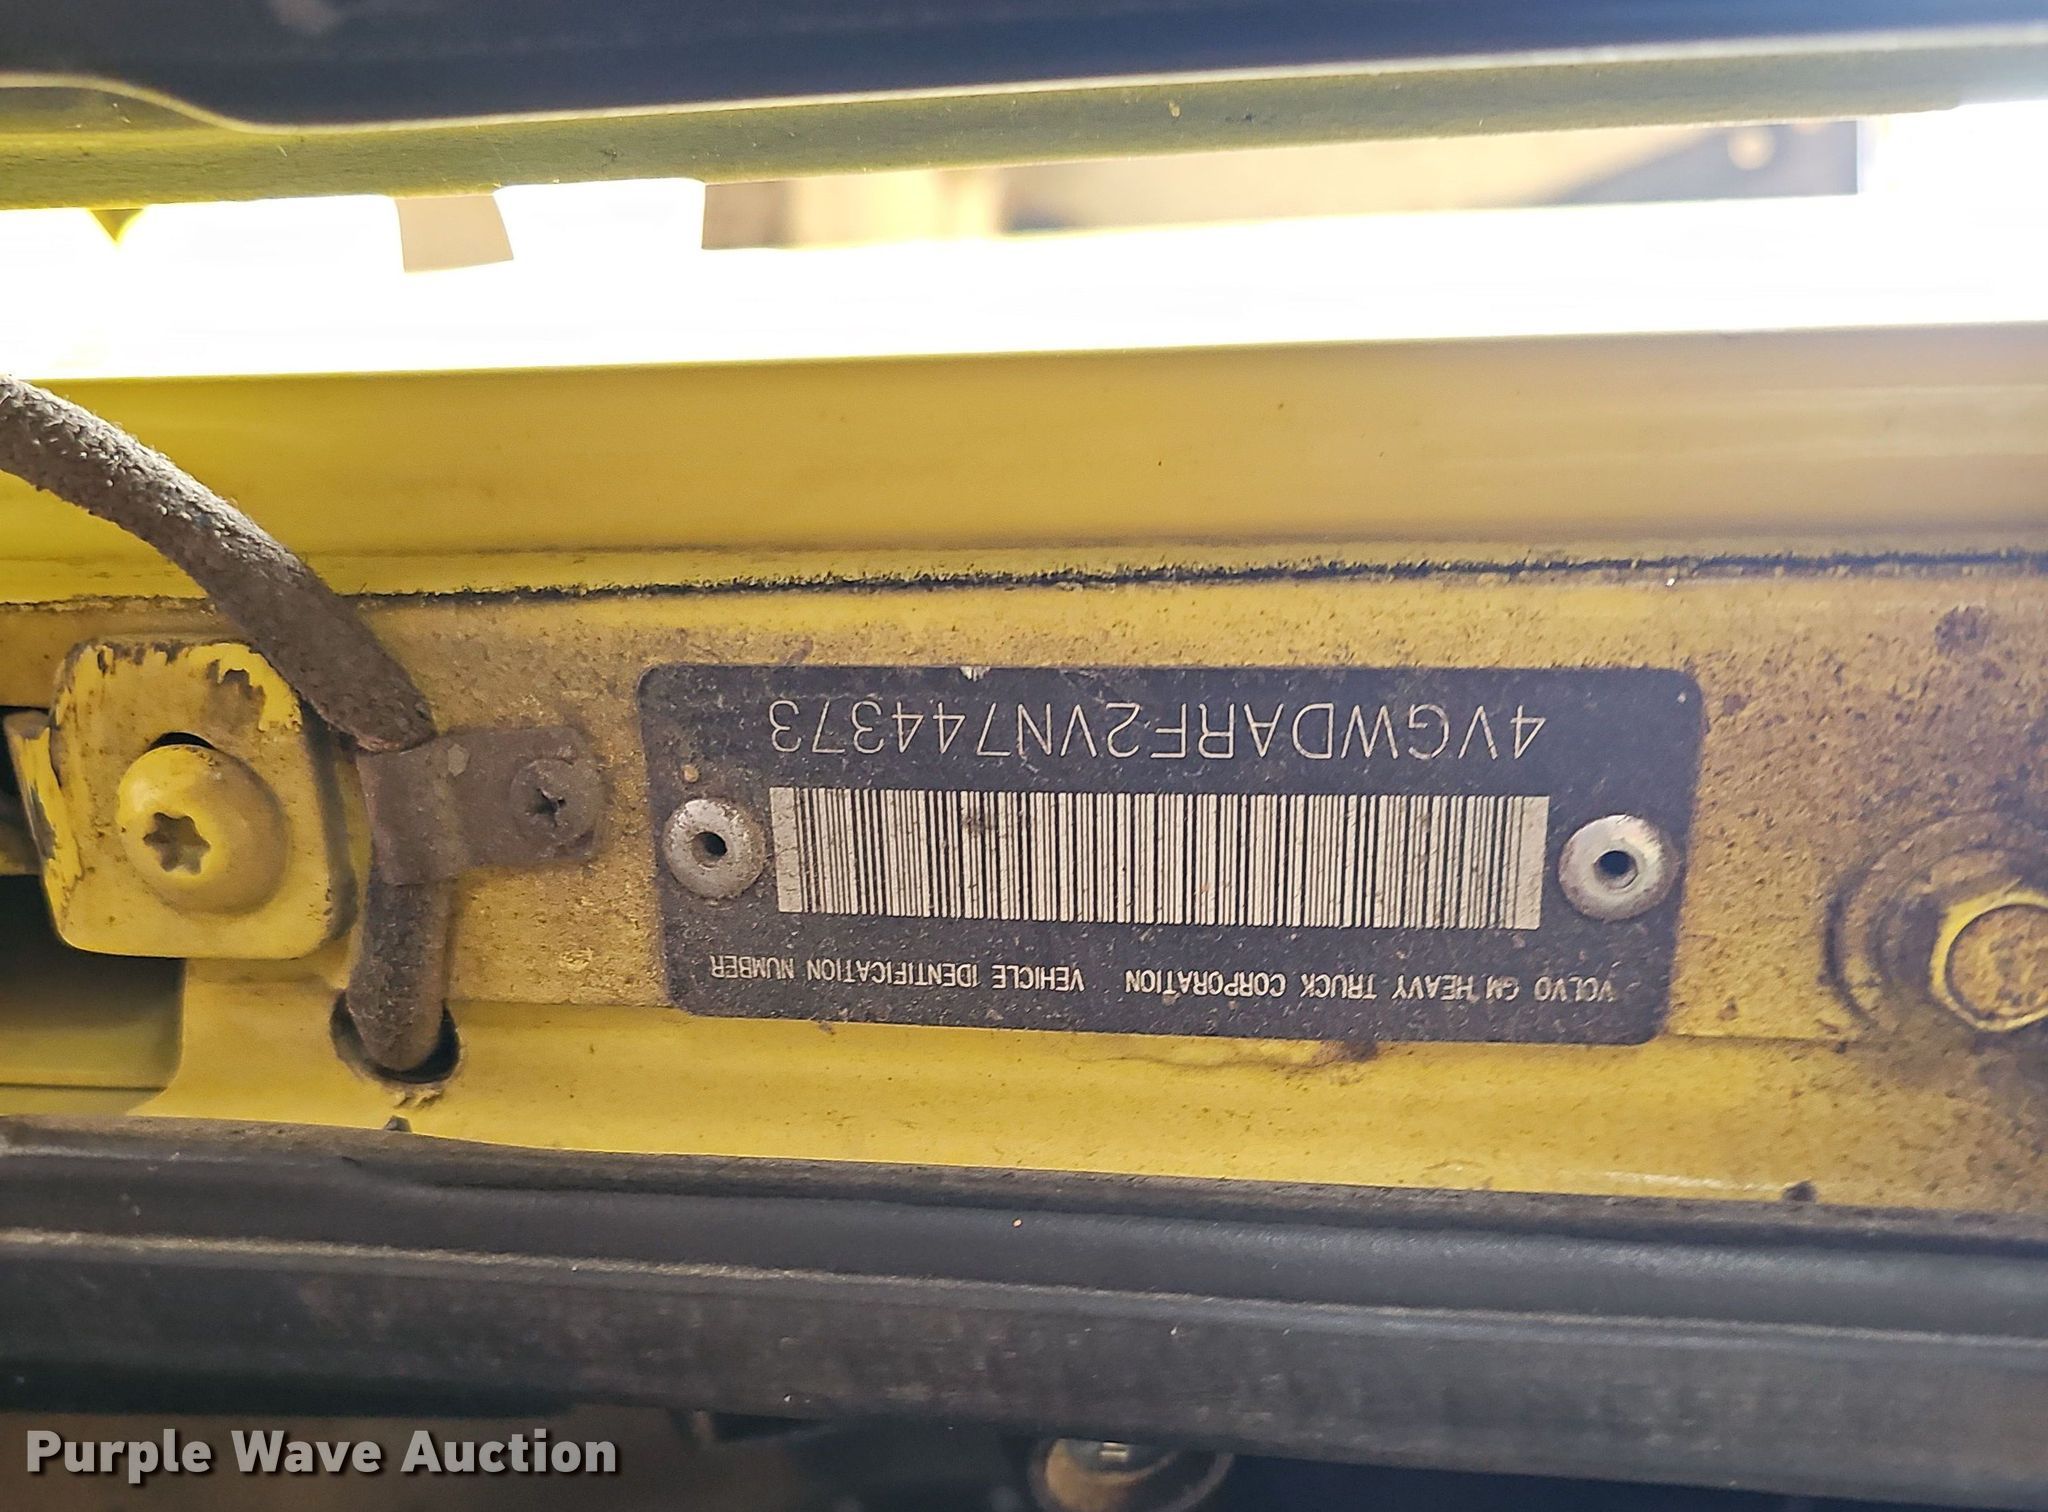 VOLVO GM HEAVY TRUCK CORPORATION VEHICLE IDENTIFICATION NUMBER
4VGWDARF2VN744373
Purple Wave Auction